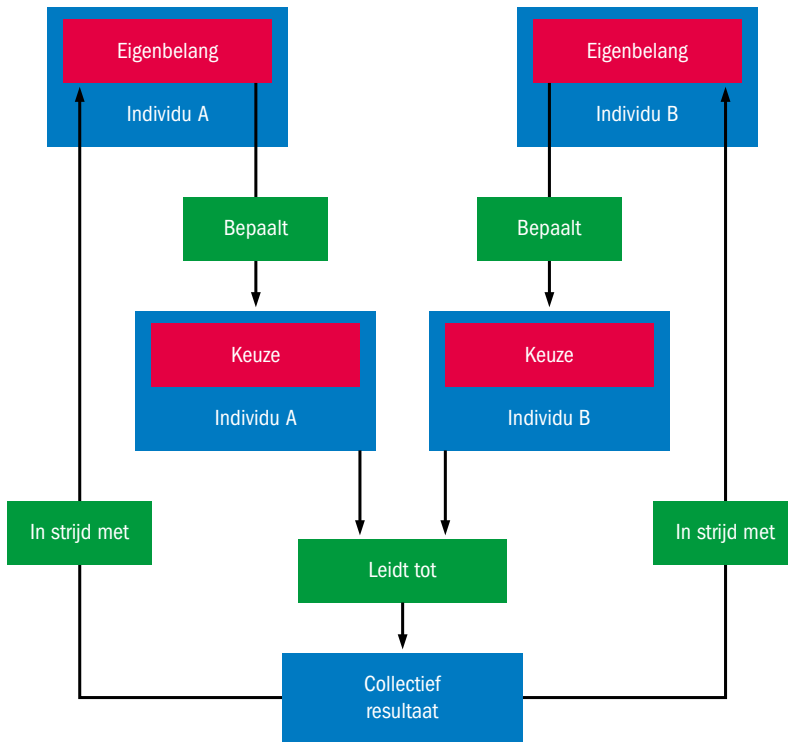 Eigenbelang
Individu A
Eigenbelang
Individu B
Bepaalt
Bepaalt
Keuze
Individu A
Keuze
Individu B
In strijd met
In strijd met
Leidt tot
Collectief
resultaat